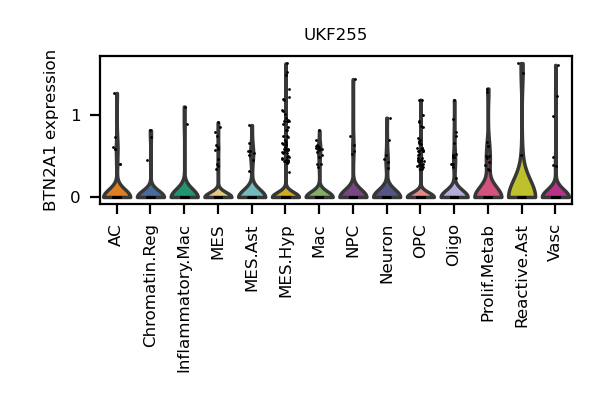 UKF255
BTN2A1 expression
1
0
AC
Chromatin.Reg
Inflammatory.Mac
MES
MES.Ast
MES.Hyp
Mac
NPC
Neuron
OPC
Oligo
Prolif.Metab
Reactive.Ast
Vasc